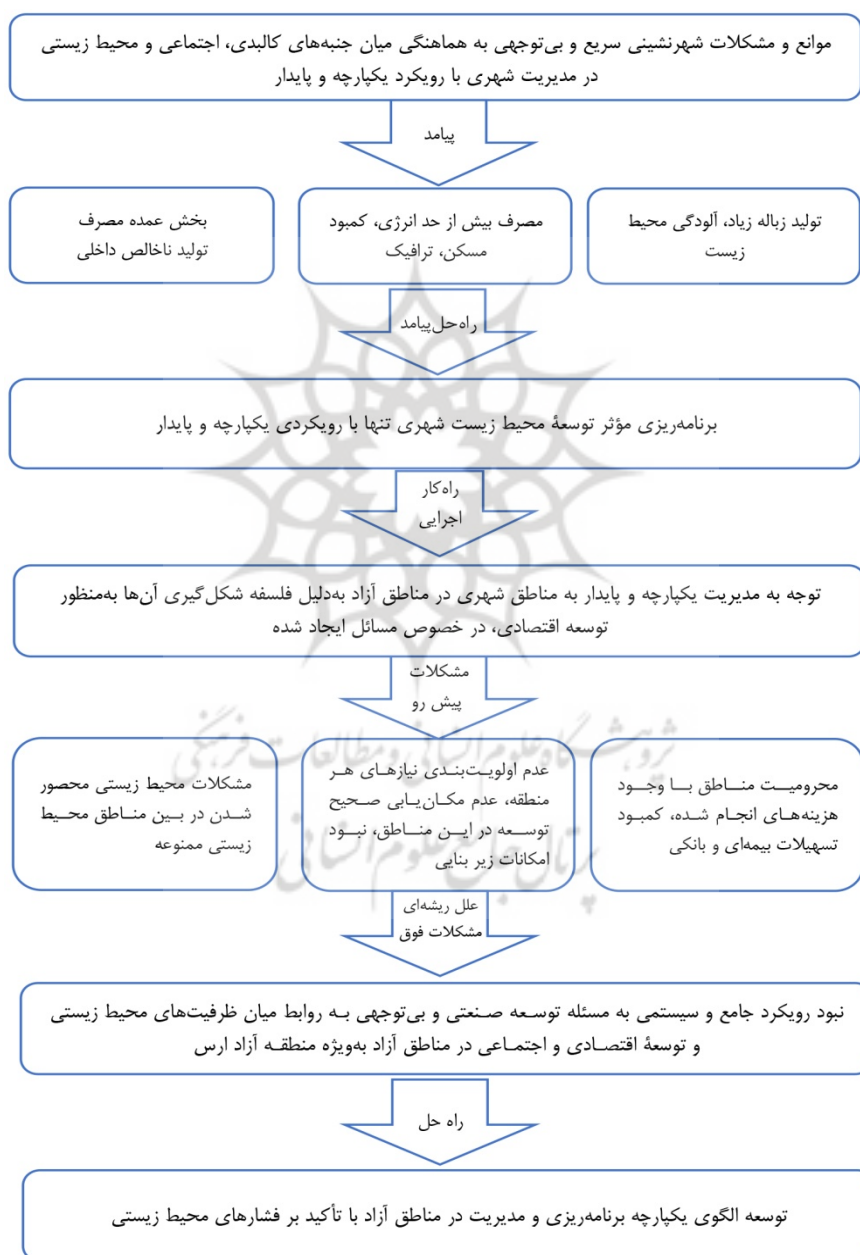 موانع و مشکلات شهرنشینی سریع و بی‌توجهی به هماهنگی میان جنبه‌های کالبدی، اجتماعی و محیط زیستی
در مدیریت شهری با رویکرد یکپارچه و پایدار
پیامد
تولید زباله زیاد، آلودگی محیط
زیست
مصرف بیش از حد انرژی، کمبود
مسکن، ترافیک
بخش عمده مصرف
تولید ناخالص داخلی
راه‌حل‌پیامد
برنامه‌ریزی مؤثر توسعهٔ محیط زیست شهری تنها با رویکردی یکپارچه و پایدار
راه‌کار
اجرایی
توجه به مدیریت یکپارچه و پایدار به مناطق شهری در مناطق آزاد به‌دلیل فلسفه شکل‌گیری آن‌ها به‌منظور
توسعه اقتصادی، در خصوص مسائل ایجاد شده
مشکلات
پیش رو
محرومیت مناطق با وجود
هزینه‌های انجام شده، کمبود
تسهیلات بیمه‌ای و بانکی
عدم اولویت‌بندی نیازهای هر
منطقه، عدم مکان‌یابی صحیح
توسعه در این مناطق، نبود
امکانات زیر بنایی
مشکلات محیط زیستی محصور
شدن در بین مناطق محیط
زیستی ممنوعه
پژوهشگاه علوم انسانی و مطالعات فرهنگی
پرتال جامع علوم انسانی
علل ریشه‌ای
مشکلات فوق
نبود رویکرد جامع و سیستمی به مسئله توسعه صنعتی و بی‌توجهی به روابط میان ظرفیت‌های محیط زیستی
و توسعهٔ اقتصادی و اجتماعی در مناطق آزاد به‌ویژه منطقه آزاد ارس
راه حل
توسعه الگوی یکپارچه برنامه‌ریزی و مدیریت در مناطق آزاد با تأکید بر فشارهای محیط زیستی